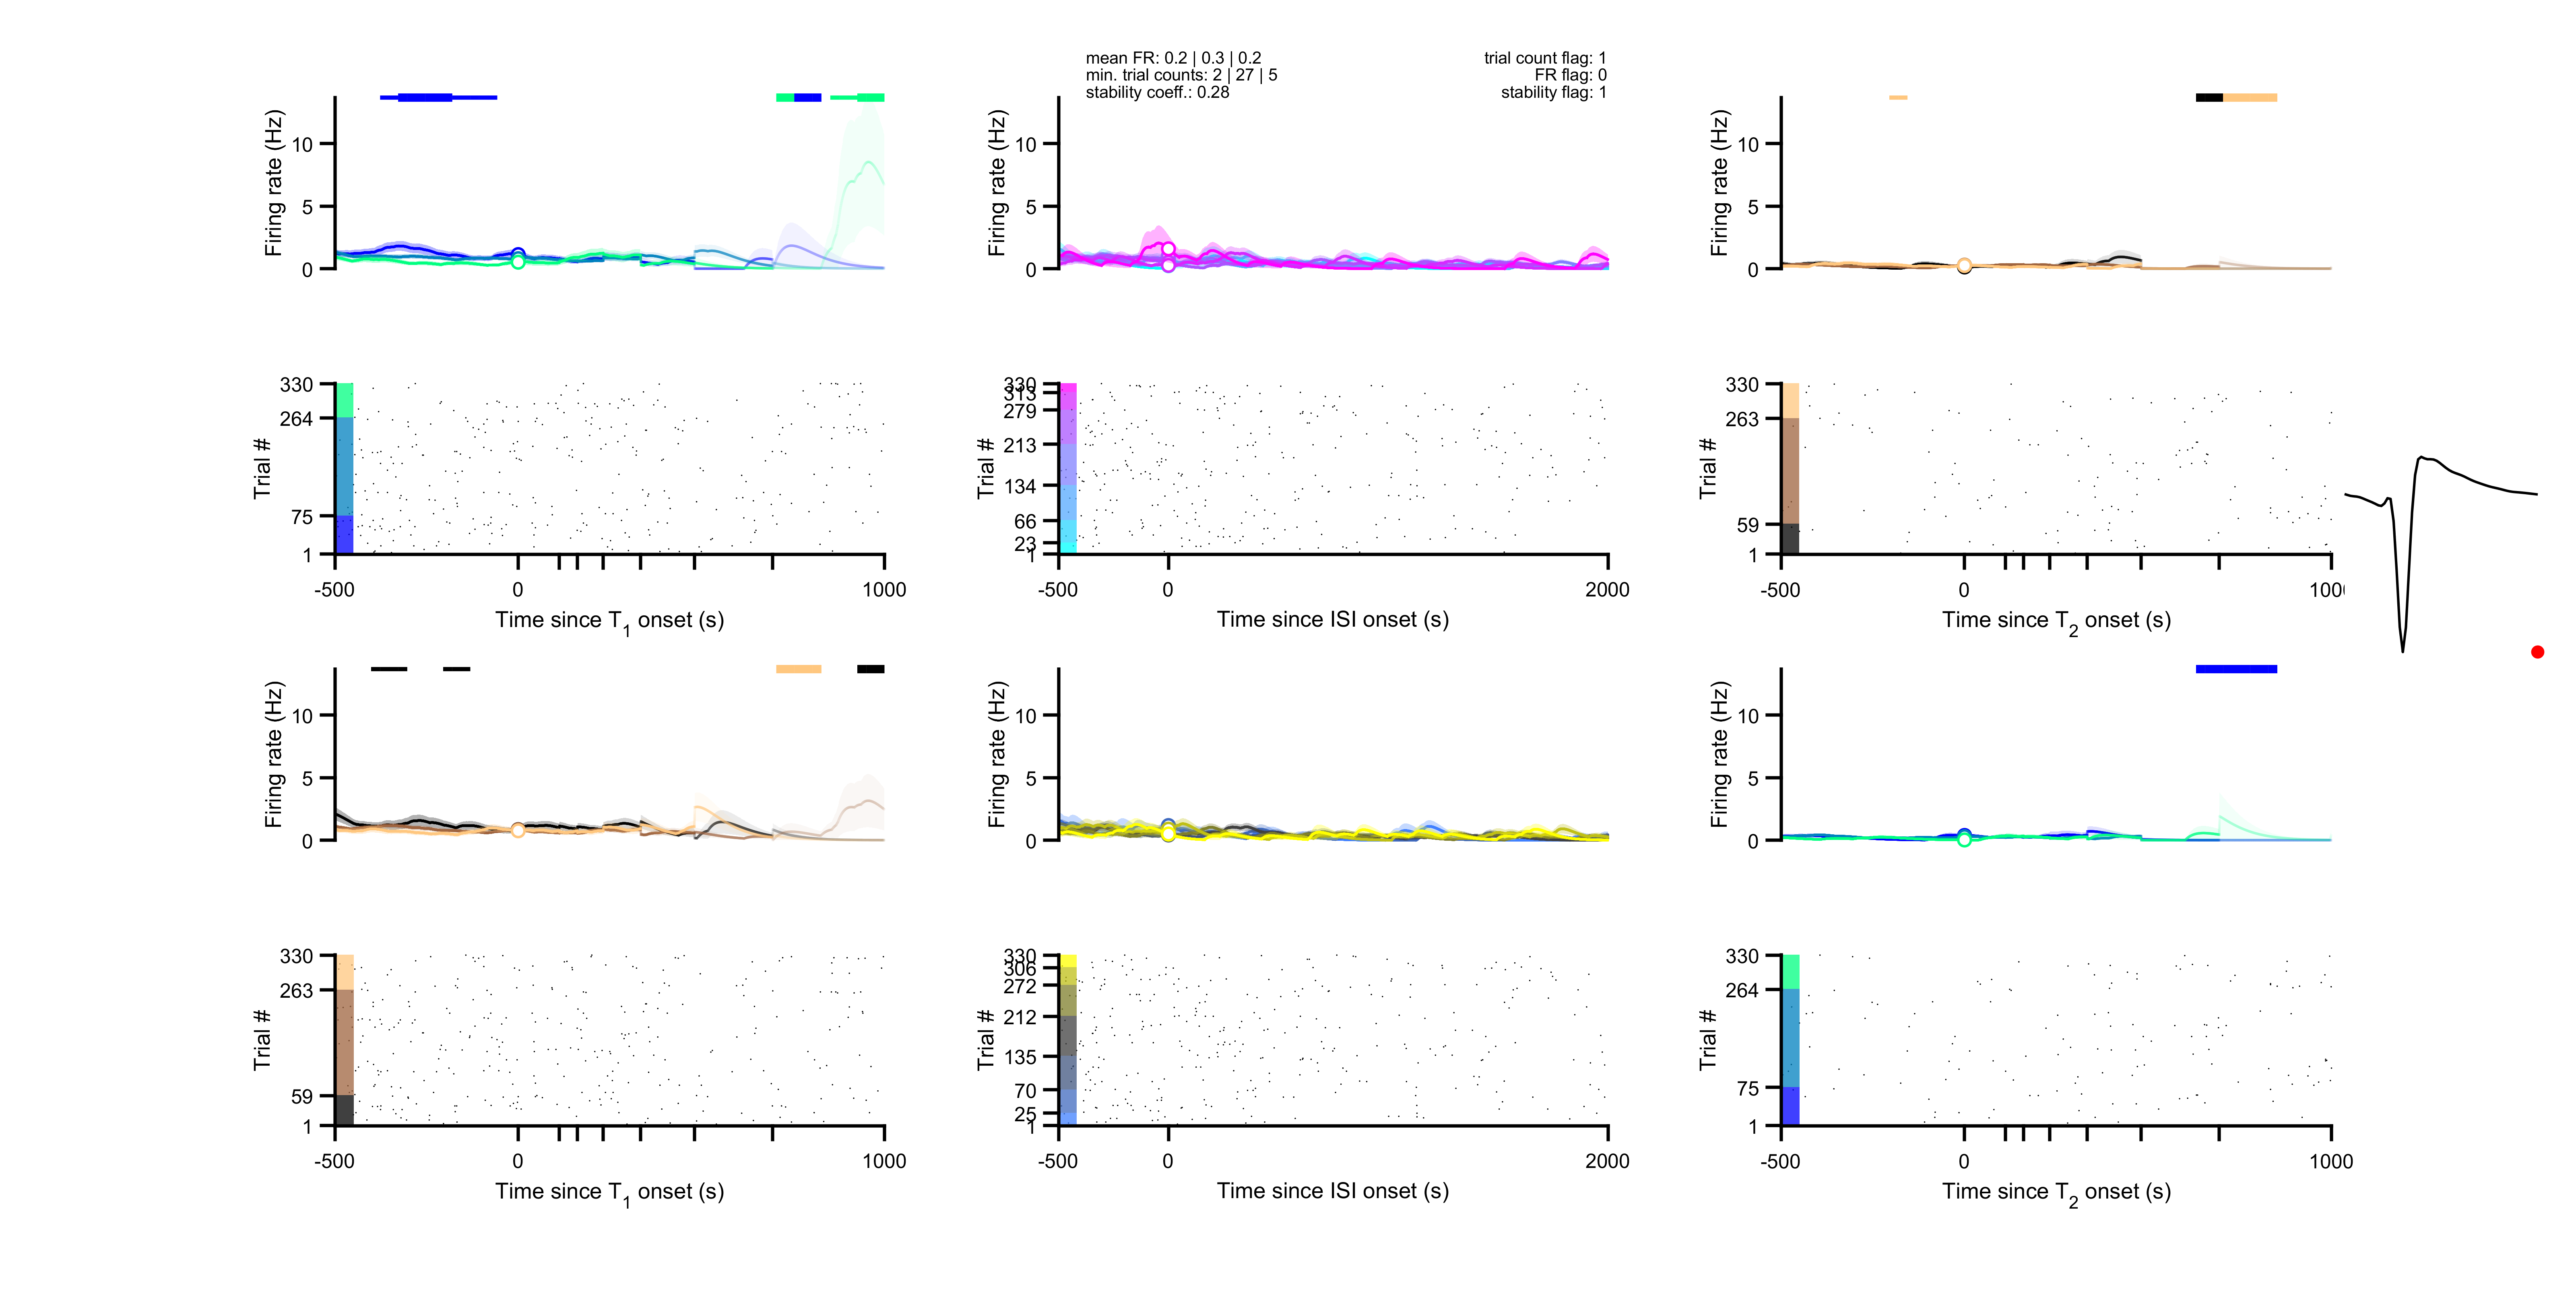 mean FR: 0.2 | 0.3 | 0.2
min. trial counts: 2 | 27 | 5
stability coeff.: 0.28
trial count flag: 1
FR flag: 0
stability flag: 1
Firing rate (Hz)
10
5
0
Firing rate (Hz)
10
5
0
Firing rate (Hz)
10
5
0
Trial #
330
264
75
1
-500
0
1000
Time since T1 onset (s)
Trial #
330
313
279
213
134
66
23
1
-500
0
2000
Time since ISI onset (s)
Trial #
330
263
59
1
-500
0
Time since T2 onset (s)
Firing rate (Hz)
10
5
0
Firing rate (Hz)
10
5
0
Firing rate (Hz)
10
5
0
Trial #
330
263
59
1
-500
0
1000
Time since T1 onset (s)
Trial #
330
306
272
212
135
70
25
1
-500
0
2000
Time since ISI onset (s)
Trial #
330
264
75
1
-500
0
1000
Time since T2 onset (s)